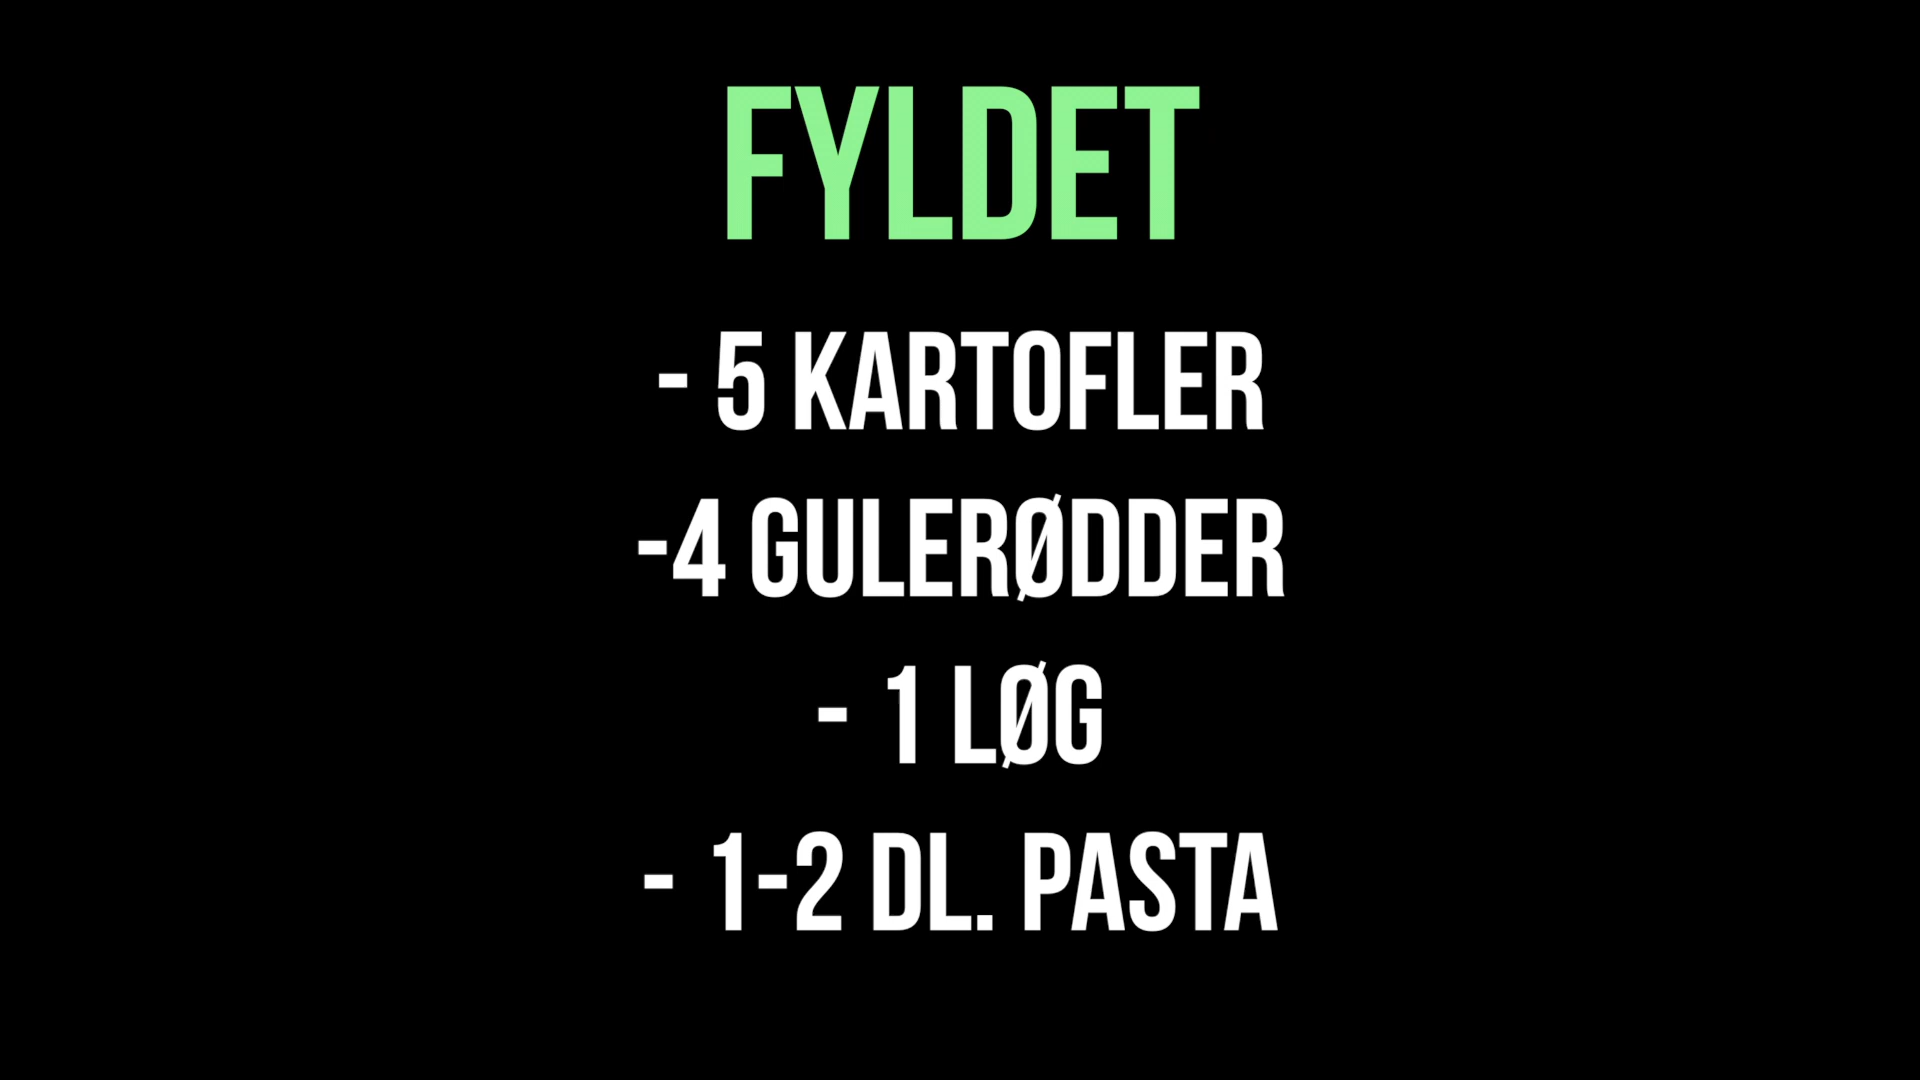 FYLDET
- 5 KARTOFLER
-4 GULERØDDER
- 1 LØG
- 1-2 DL. PASTA